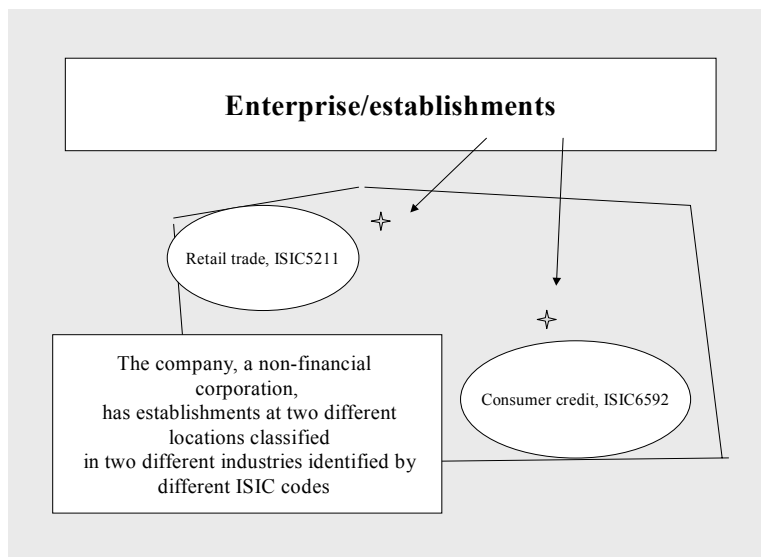 Enterprise/establishments
Retail trade, ISIC5211
Consumer credit, ISIC6592
The company, a non-financial
corporation,
has establishments at two different
locations classified
in two different industries identified by
different ISIC codes